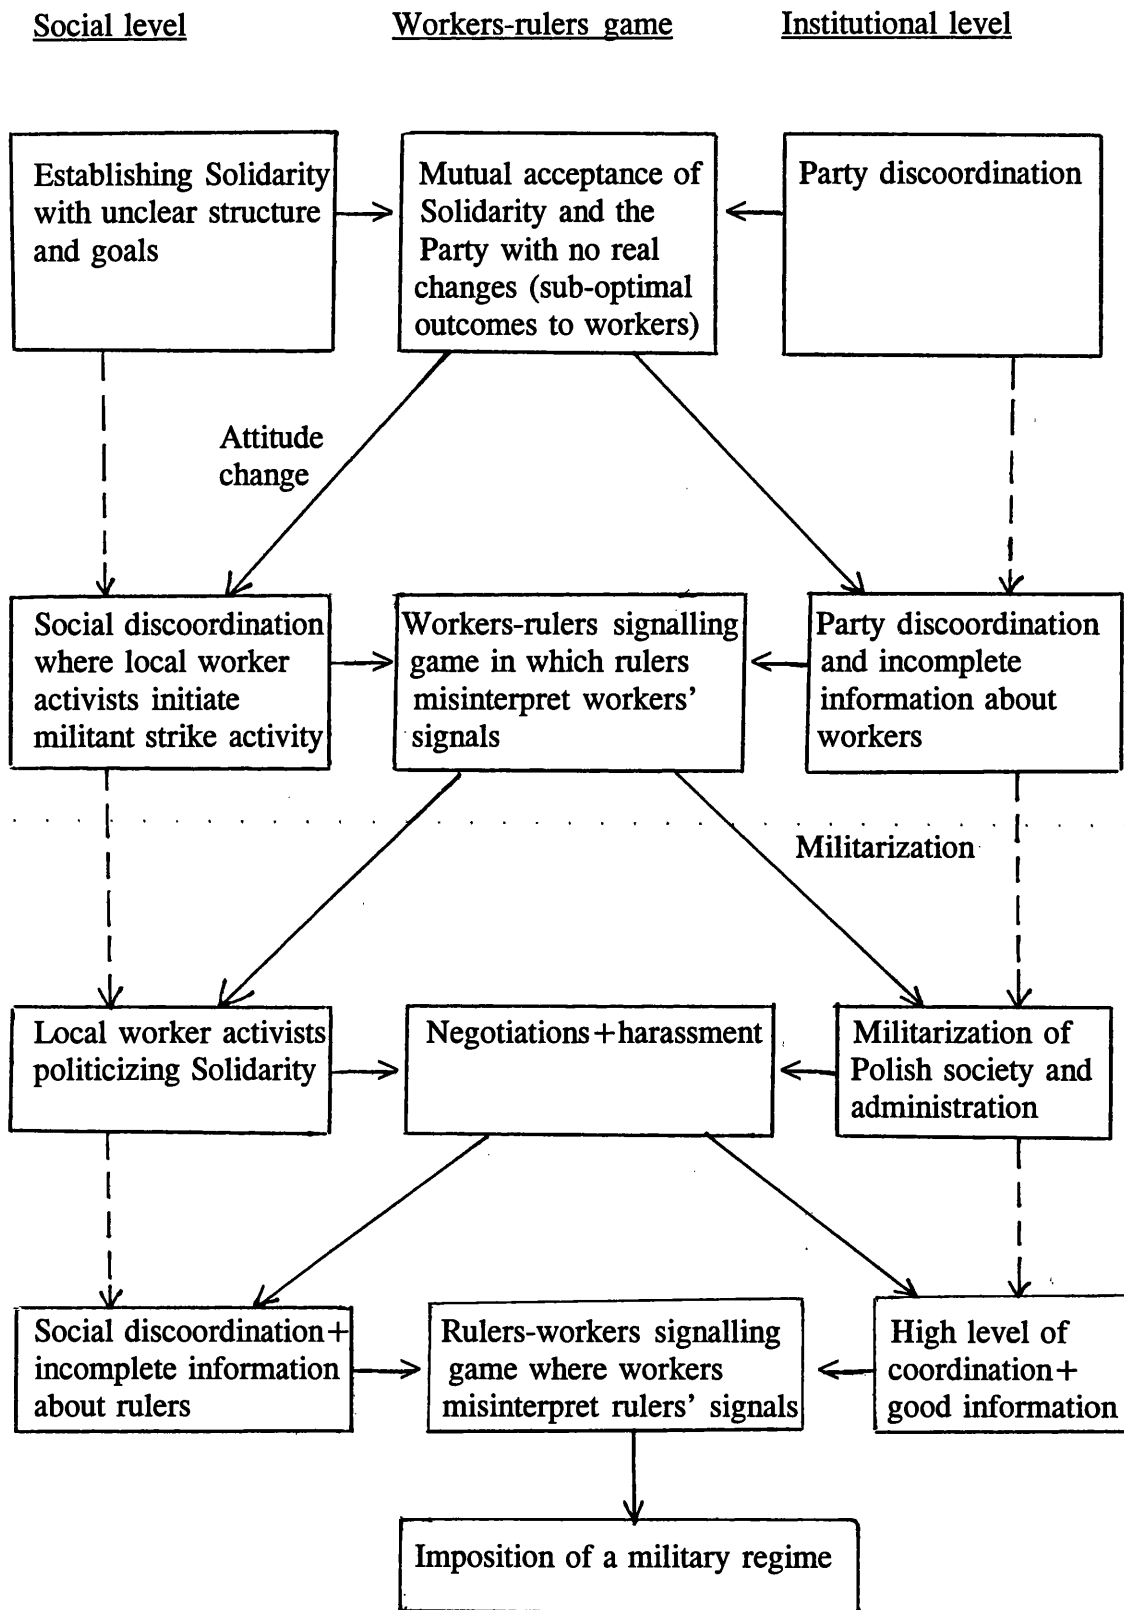 Social level
Workers-rulers game
Institutional level
Establishing Solidarity
with unclear structure
and goals
Mutual acceptance of
Solidarity and the
Party with no real
changes (sub-optimal
outcomes to workers)
Party discoordination
Attitude
change
Social discoordination
where local worker
activists initiate
militant strike activity
Workers-rulers signalling
game in which rulers
misinterpret workers'
signals
Party discoordination
and incomplete
information about
workers
Militarization
Local worker activists
politicizing Solidarity
Negotiations+harassment
Militarization of
Polish society and
administration
Social discoordination+
incomplete information
about rulers
Rulers-workers signalling
game where workers
misinterpret rulers' signals
High level of
coordination+
good information
Imposition of a military regime